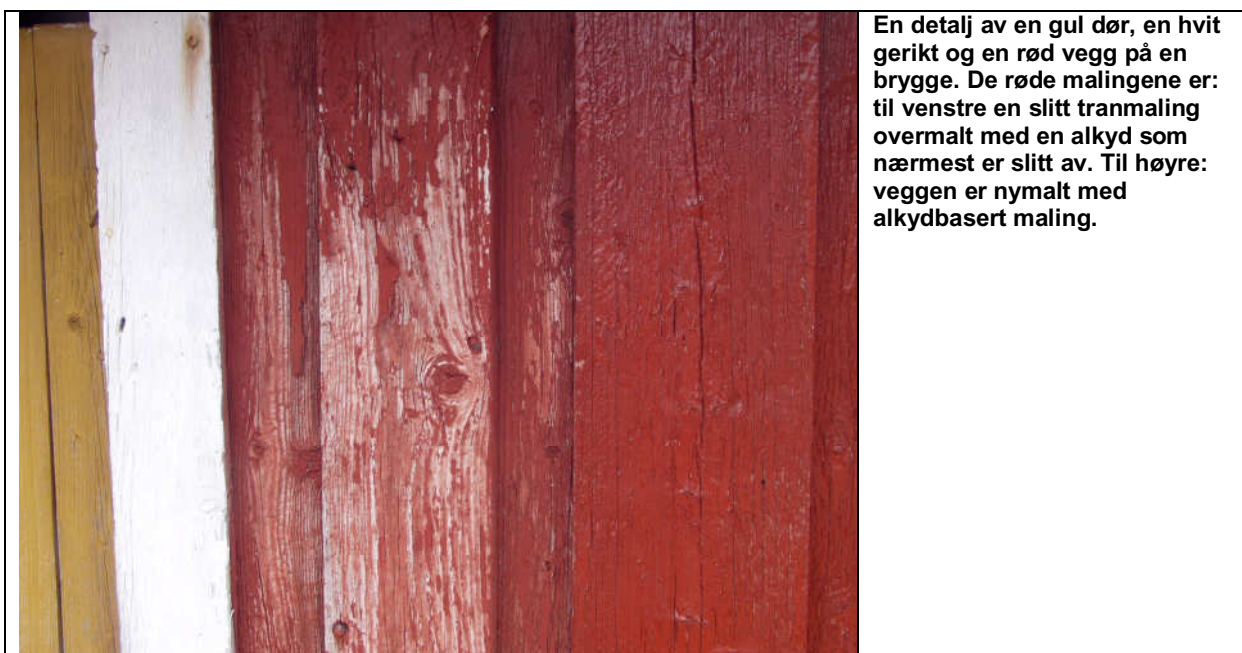 En detalj av en gul dør, en hvit
gerikt og en rød vegg på en
brygge. De røde malingene er:
til venstre en slitt tranmaling
overmalt med en alkyd som
nærmest er slitt av. Til høyre:
veggen er nymalt med
alkydbasert maling.